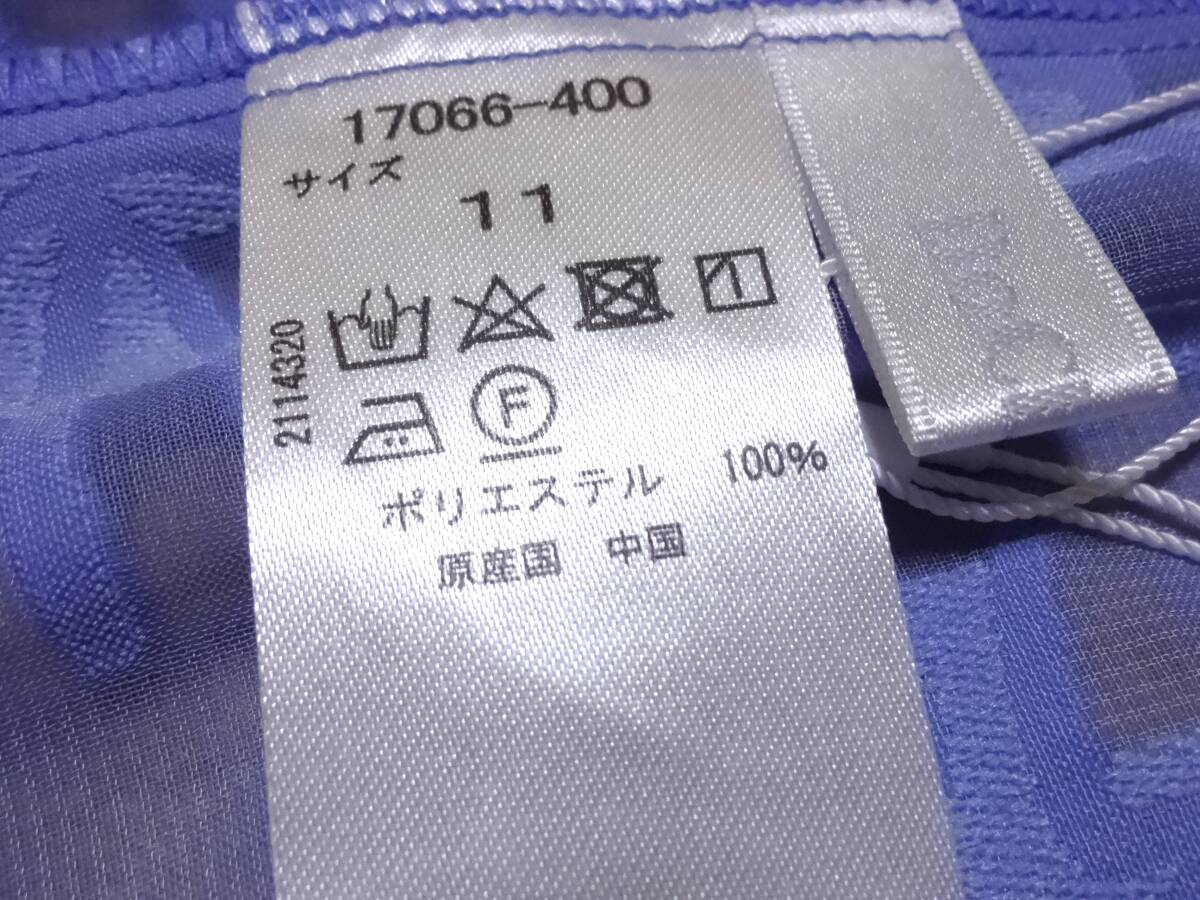 17066-400
サイズ
11
2114320
F
ポリエステル 100%
原産国 中国